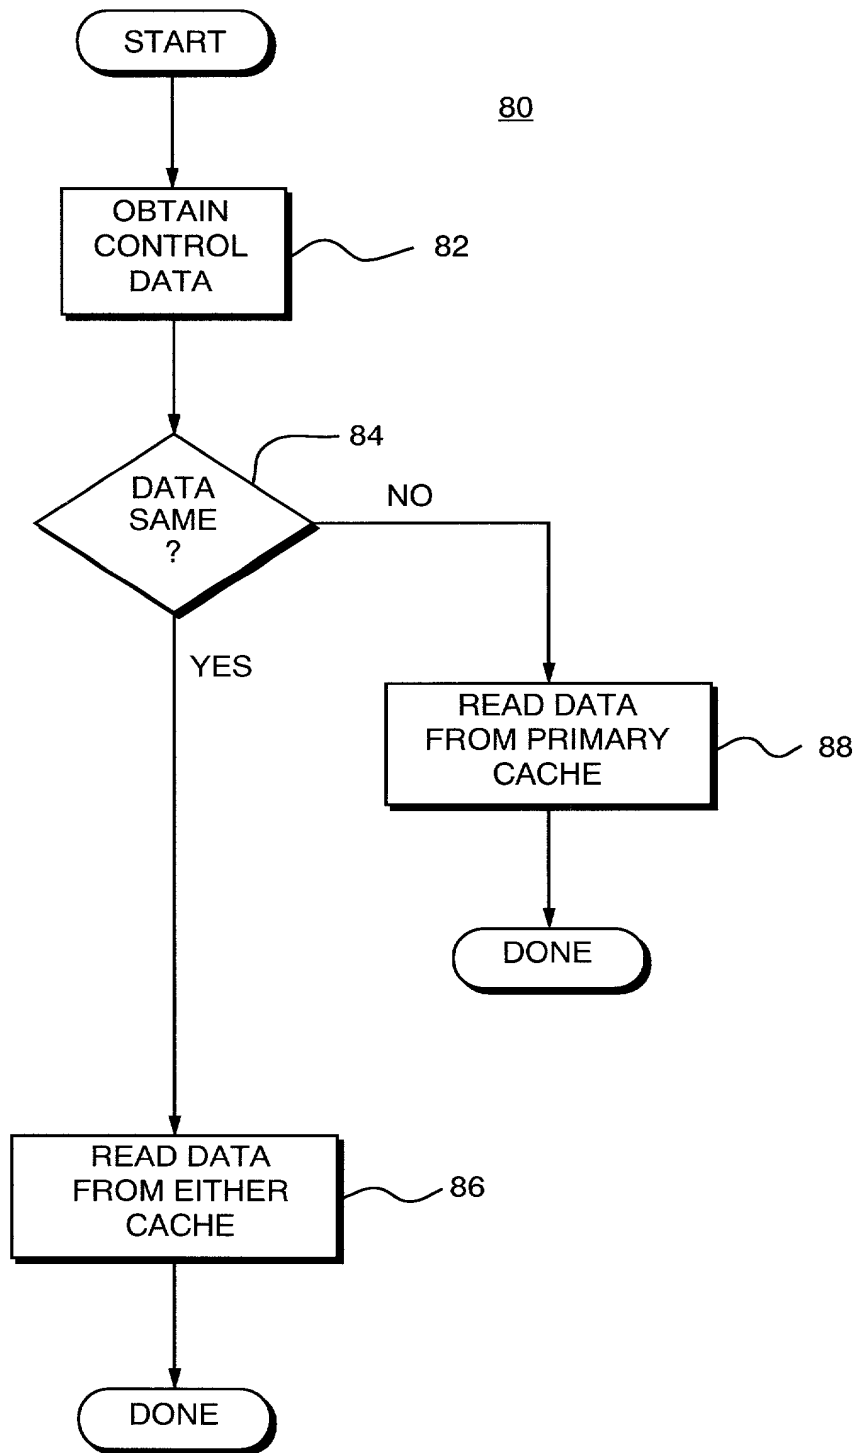 START
80
OBTAIN
CONTROL
DATA
82
84
DATA
SAME
?
NO
YES
READ DATA
FROM PRIMARY
CACHE
88
DONE
READ DATA
FROM EITHER
CACHE
86
DONE